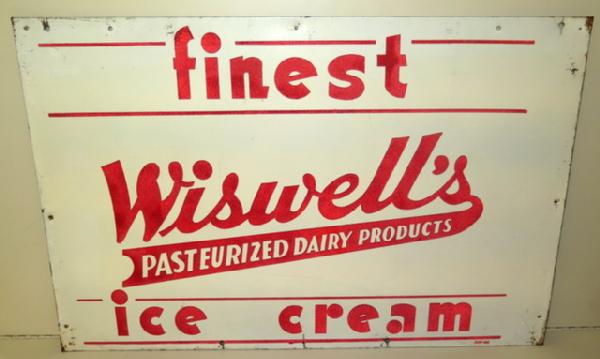 finest
Wiswell's
PASTEURIZED DAIRY PRODUCTS
ice cream